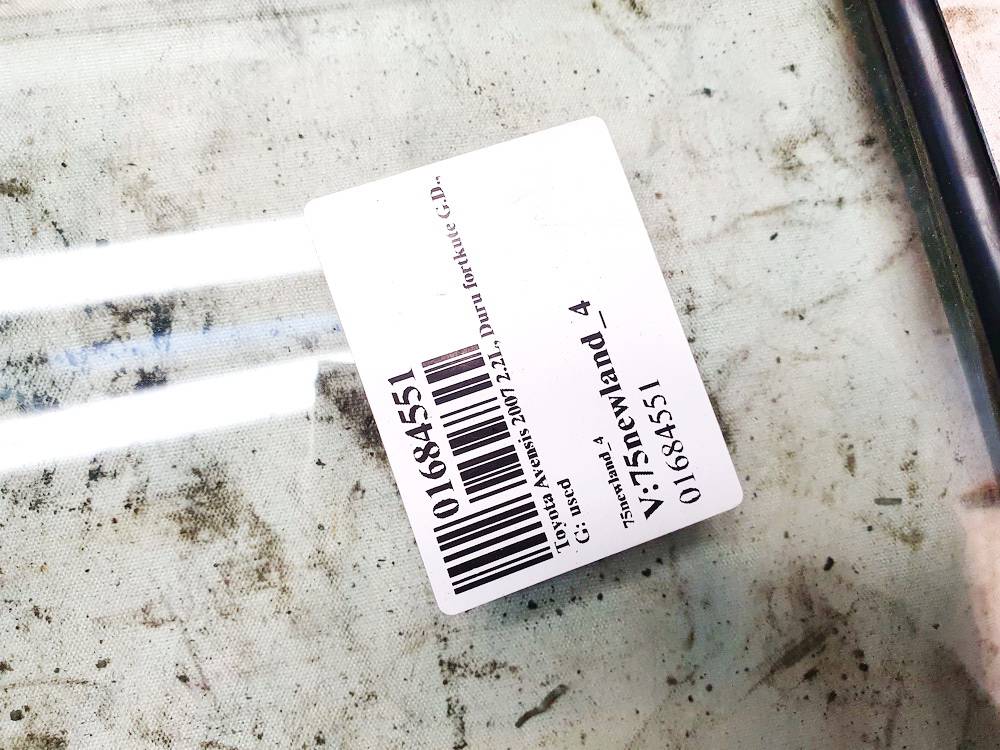 01684551
Toyota Avensis 2007 2.2L, Duru fortkute G.D.,
G: used
75newland_4
V:75newland_4
01684551